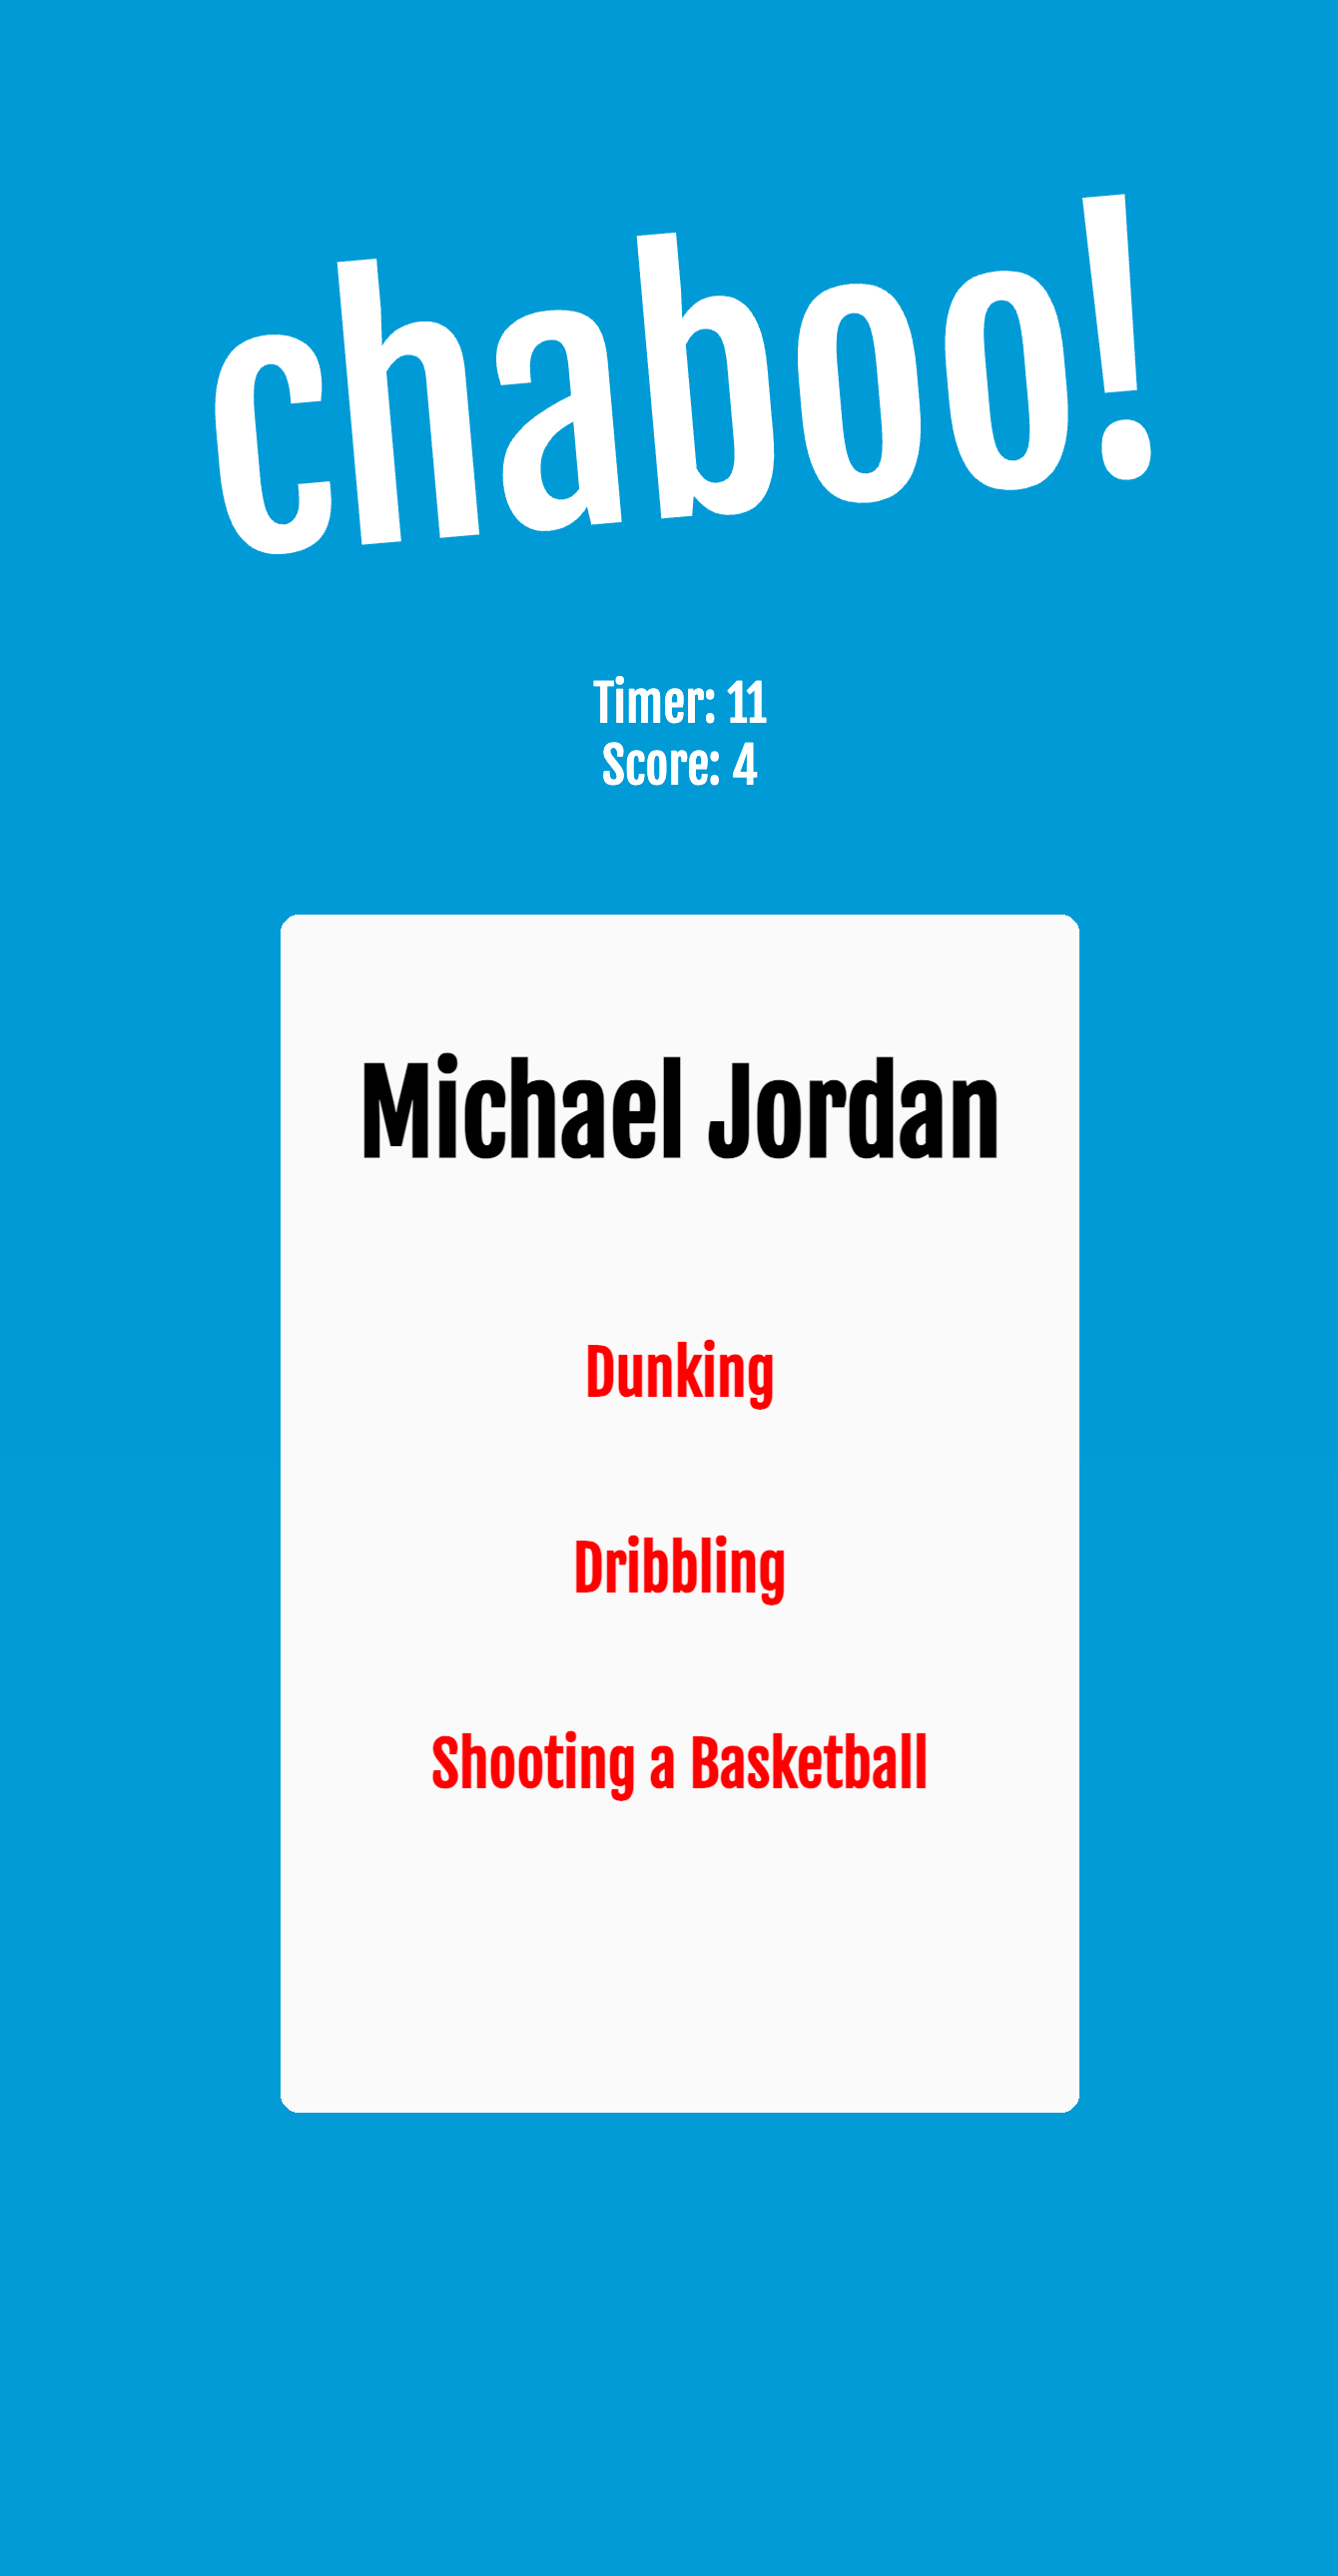 chaboo!
Timer: 11
Score: 4
Michael Jordan
Dunking
Dribbling
Shooting a Basketball